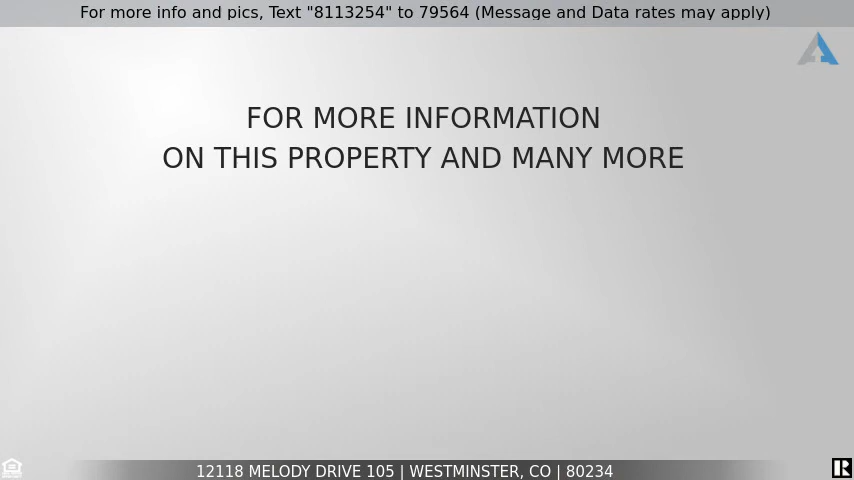 For more info and pics, Text "8113254" to 79564 (Message and Data rates may apply)
FOR MORE INFORMATION
ON THIS PROPERTY AND MANY MORE
12118 MELODY DRIVE 105 | WESTMINSTER, CO | 80234